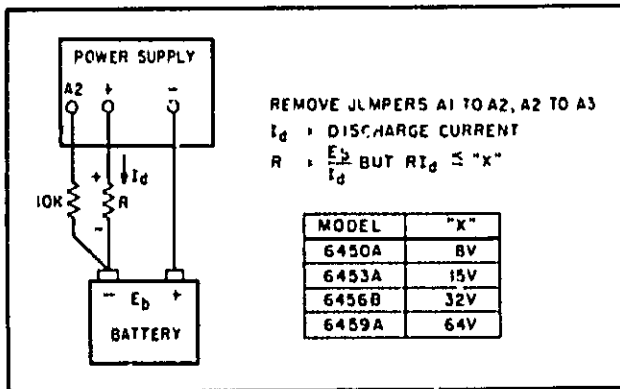 POWER SUPPLY
A2 + -
REMOVE JUMPERS A1 TO A2, A2 TO A3
Id = DISCHARGE CURRENT
R = Eb/Id BUT RId ≤ "X"
+ Id
10K R
-
- Eb +
BATTERY
MODEL "X"
6450A 8V
6453A 15V
6456B 32V
6459A 64V